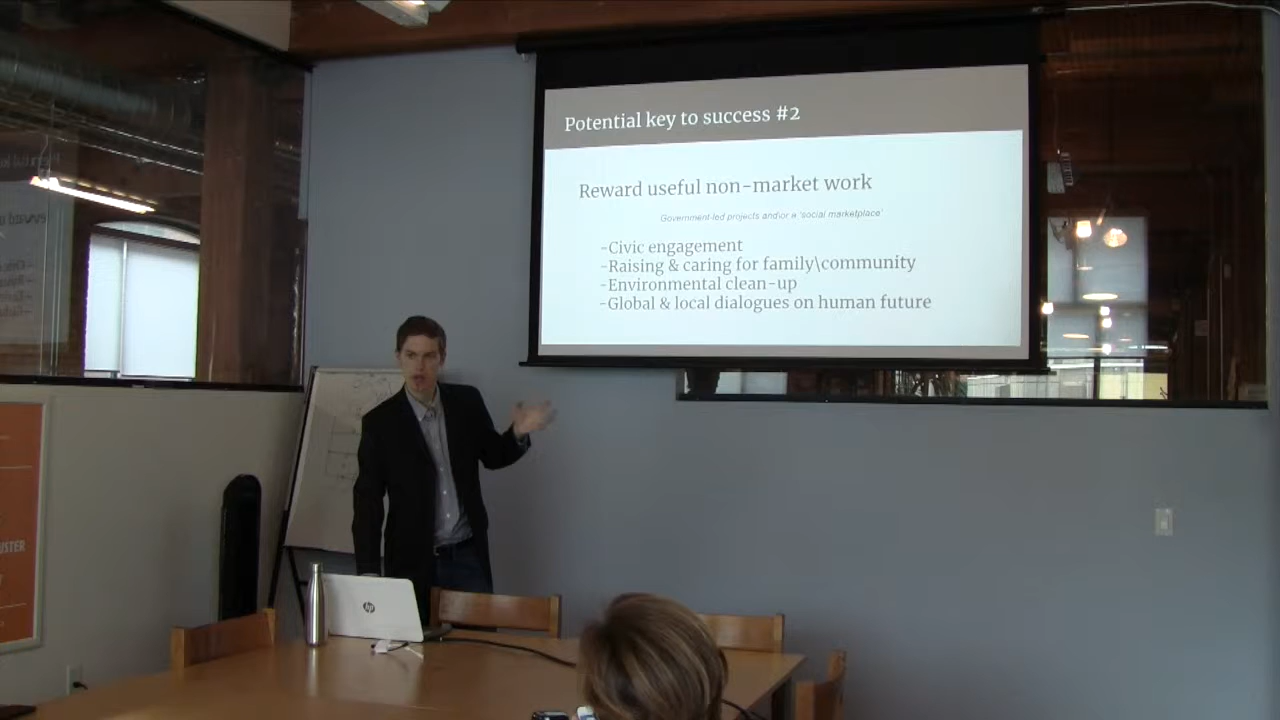 Potential key to success #2
Reward useful non-market work
Government-led projects and/or a 'social marketplace'
-Civic engagement
-Raising & caring for family\community
-Environmental clean-up
-Global & local dialogues on human future
hp